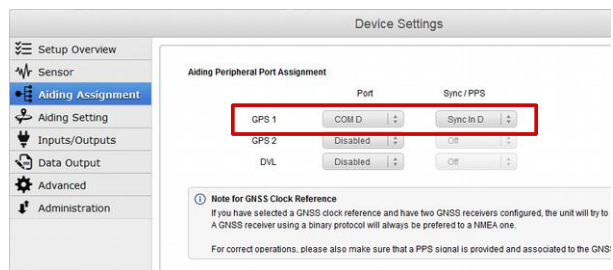 Device Settings
Setup Overview
Sensor
Aiding Assignment
Aiding Setting
Inputs/Outputs
Data Output
Advanced
Administration
Aiding Peripheral Port Assignment
Port Sync / PPS
GPS 1 COM D Sync In D
GPS 2 Disabled Off
DVL Disabled Off
Note for GNSS Clock Reference
If you have selected a GNSS clock reference and have two GNSS receivers configured, the unit will try to
A GNSS receiver using a binary protocol will always be prefered to a NMEA one.
For correct operations, please also make sure that a PPS signal is provided and associated to the GNS